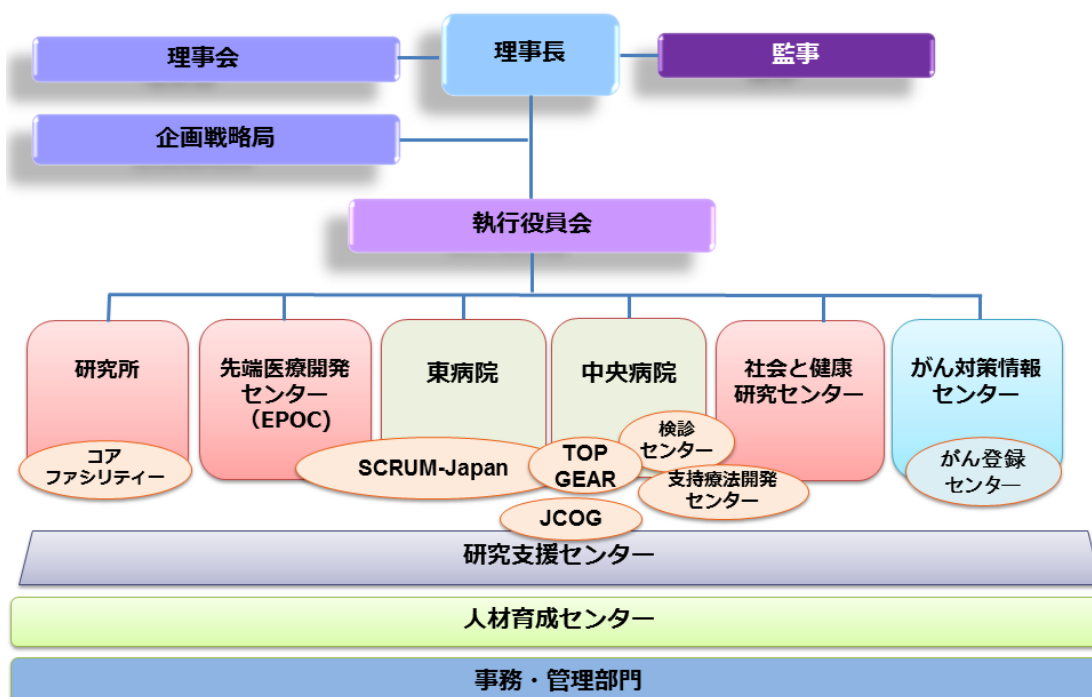 理事会
理事長
監事
企画戦略局
執行役員会
研究所
先端医療開発
センター
（EPOC)
東病院
中央病院
社会と健康
研究センター
がん対策情報
センター
コア
ファシリティー
SCRUM-Japan
TOP
GEAR
検診
センター
支持療法開発
センター
がん登録
センター
JCOG
研究支援センター
人材育成センター
事務・管理部門